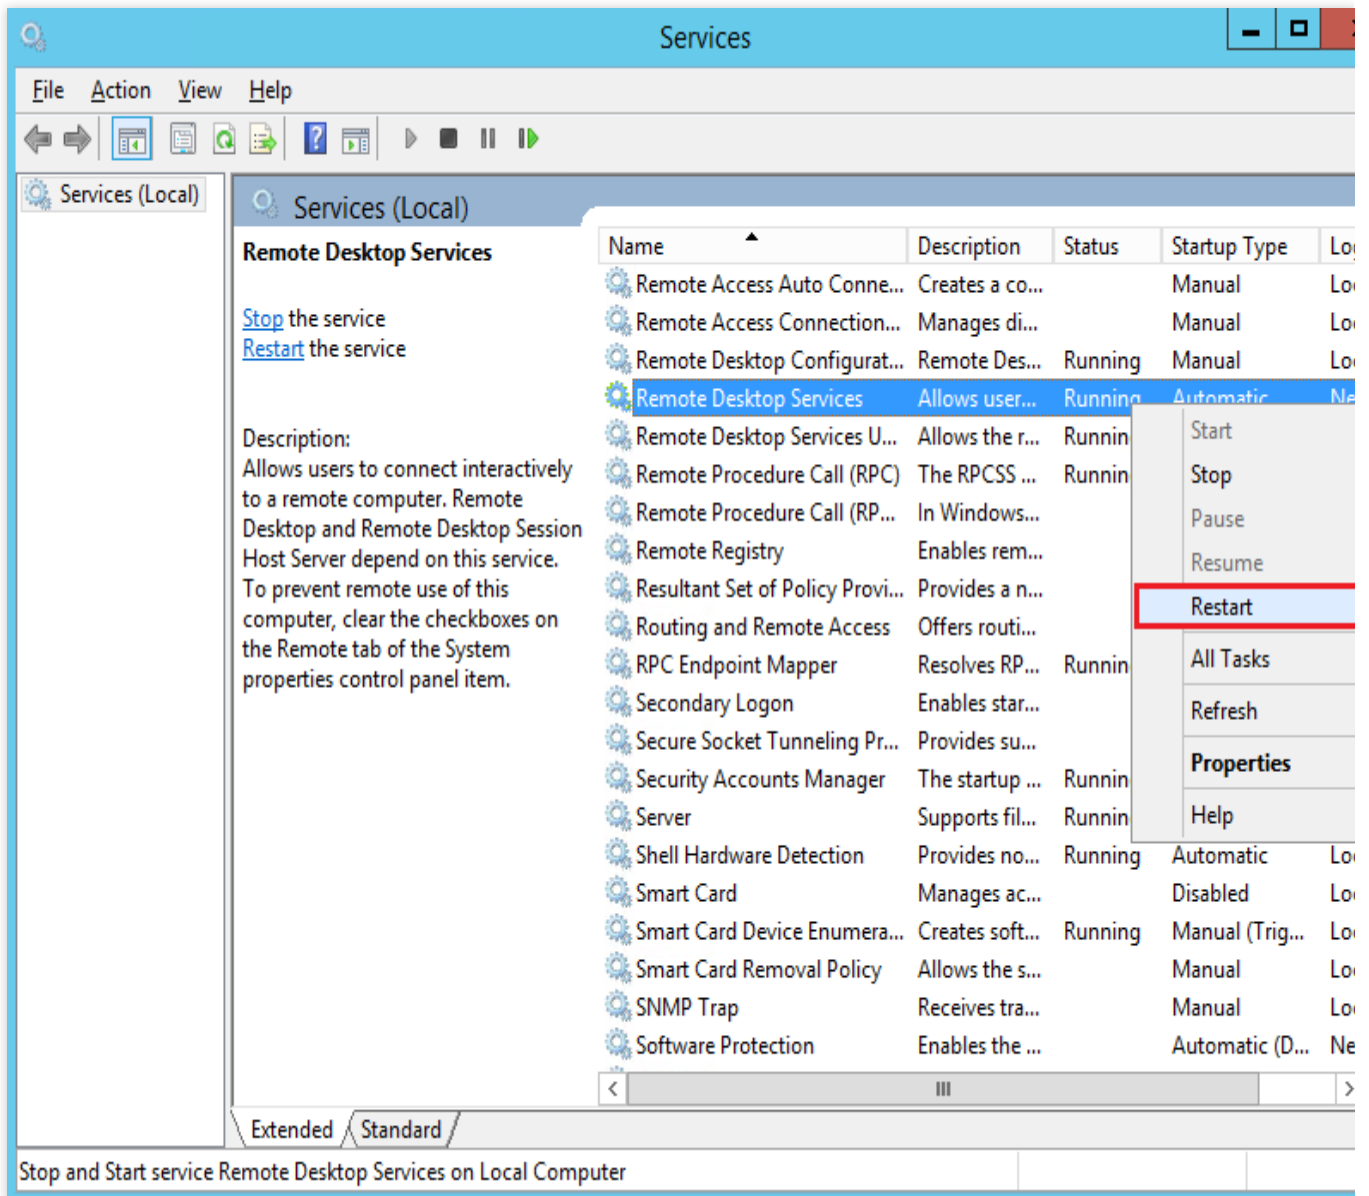 Services
File Action View Help
Services (Local)
Services (Local)
Remote Desktop Services
Stop the service
Restart the service
Description:
Allows users to connect interactively
to a remote computer. Remote
Desktop and Remote Desktop Session
Host Server depend on this service.
To prevent remote use of this
computer, clear the checkboxes on
the Remote tab of the System
properties control panel item.
Name Description Status Startup Type
Remote Access Auto Conne... Creates a co... Manual
Remote Access Connection... Manages di... Manual
Remote Desktop Configurat... Remote Des... Running Manual
Remote Desktop Services Allows user... Running Automatic
Remote Desktop Services U... Allows the r... Runnin
Remote Procedure Call (RPC) The RPCSS ... Runnin
Remote Procedure Call (RP... In Windows...
Remote Registry Enables rem...
Resultant Set of Policy Provi... Provides a n...
Routing and Remote Access Offers routi...
RPC Endpoint Mapper Resolves RP... Runnin
Secondary Logon Enables star...
Secure Socket Tunneling Pr... Provides su...
Security Accounts Manager The startup ... Runnin
Server Supports fil... Runnin
Shell Hardware Detection Provides no... Running Automatic
Smart Card Manages ac... Disabled
Smart Card Device Enumera... Creates soft... Running Manual (Trig...
Smart Card Removal Policy Allows the s... Manual
SNMP Trap Receives tra... Manual
Software Protection Enables the ... Automatic (D... Ne
Start
Stop
Pause
Resume
Restart
All Tasks
Refresh
Properties
Help
Extended Standard
Stop and Start service Remote Desktop Services on Local Computer